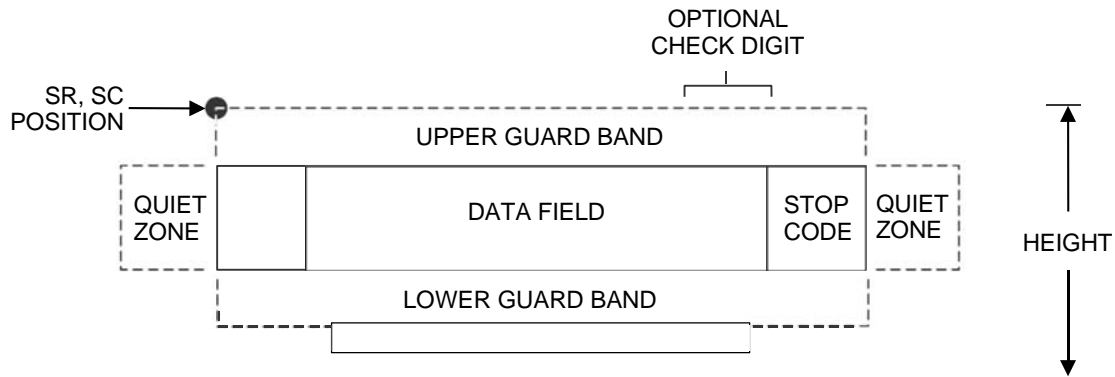 OPTIONAL
CHECK DIGIT
SR, SC
POSITION
UPPER GUARD BAND
QUIET
ZONE
DATA FIELD
STOP
CODE
QUIET
ZONE
HEIGHT
LOWER GUARD BAND